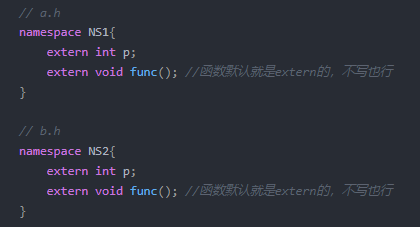 // a.h
namespace NS1{
    extern int p;
    extern void func(); //函数默认就是extern的，不写也行
}

// b.h
namespace NS2{
    extern int p;
    extern void func(); //函数默认就是extern的，不写也行
}